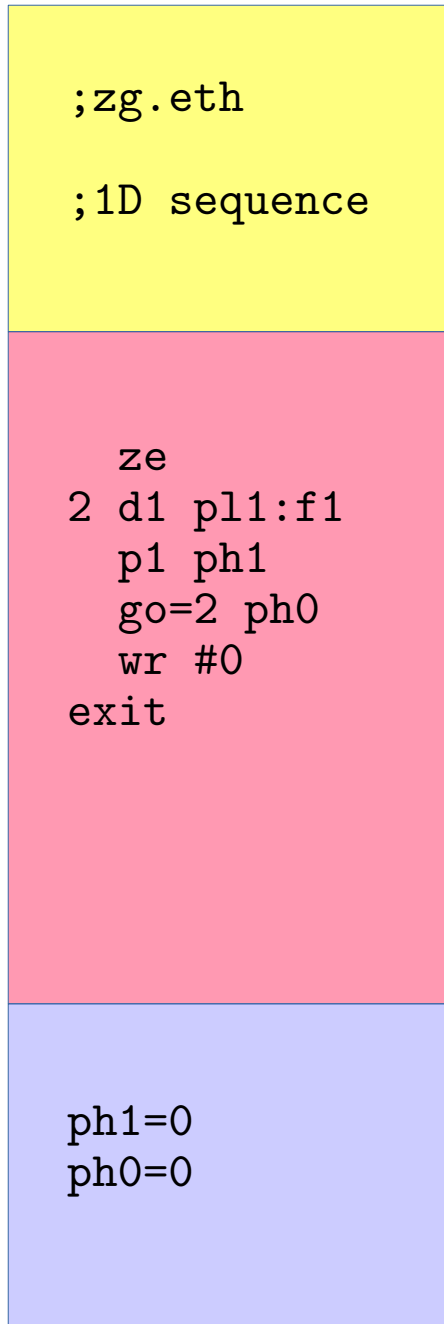 ;zg.eth
;1D sequence
ze
2 d1 pl1:f1
p1 ph1
go=2 ph0
wr #0
exit
ph1=0
ph0=0